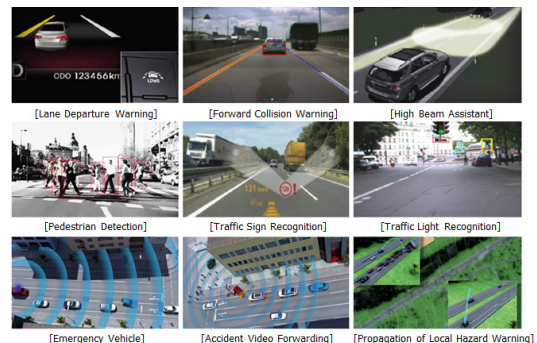 ODO 123456km
LDWS
[Lane Departure Warning]
[Forward Collision Warning]
[High Beam Assistant]
[Pedestrian Detection]
[Traffic Sign Recognition]
[Traffic Light Recognition]
[Emergency Vehicle]
[Accident Video Forwarding]
[Propagation of Local Hazard Warning]